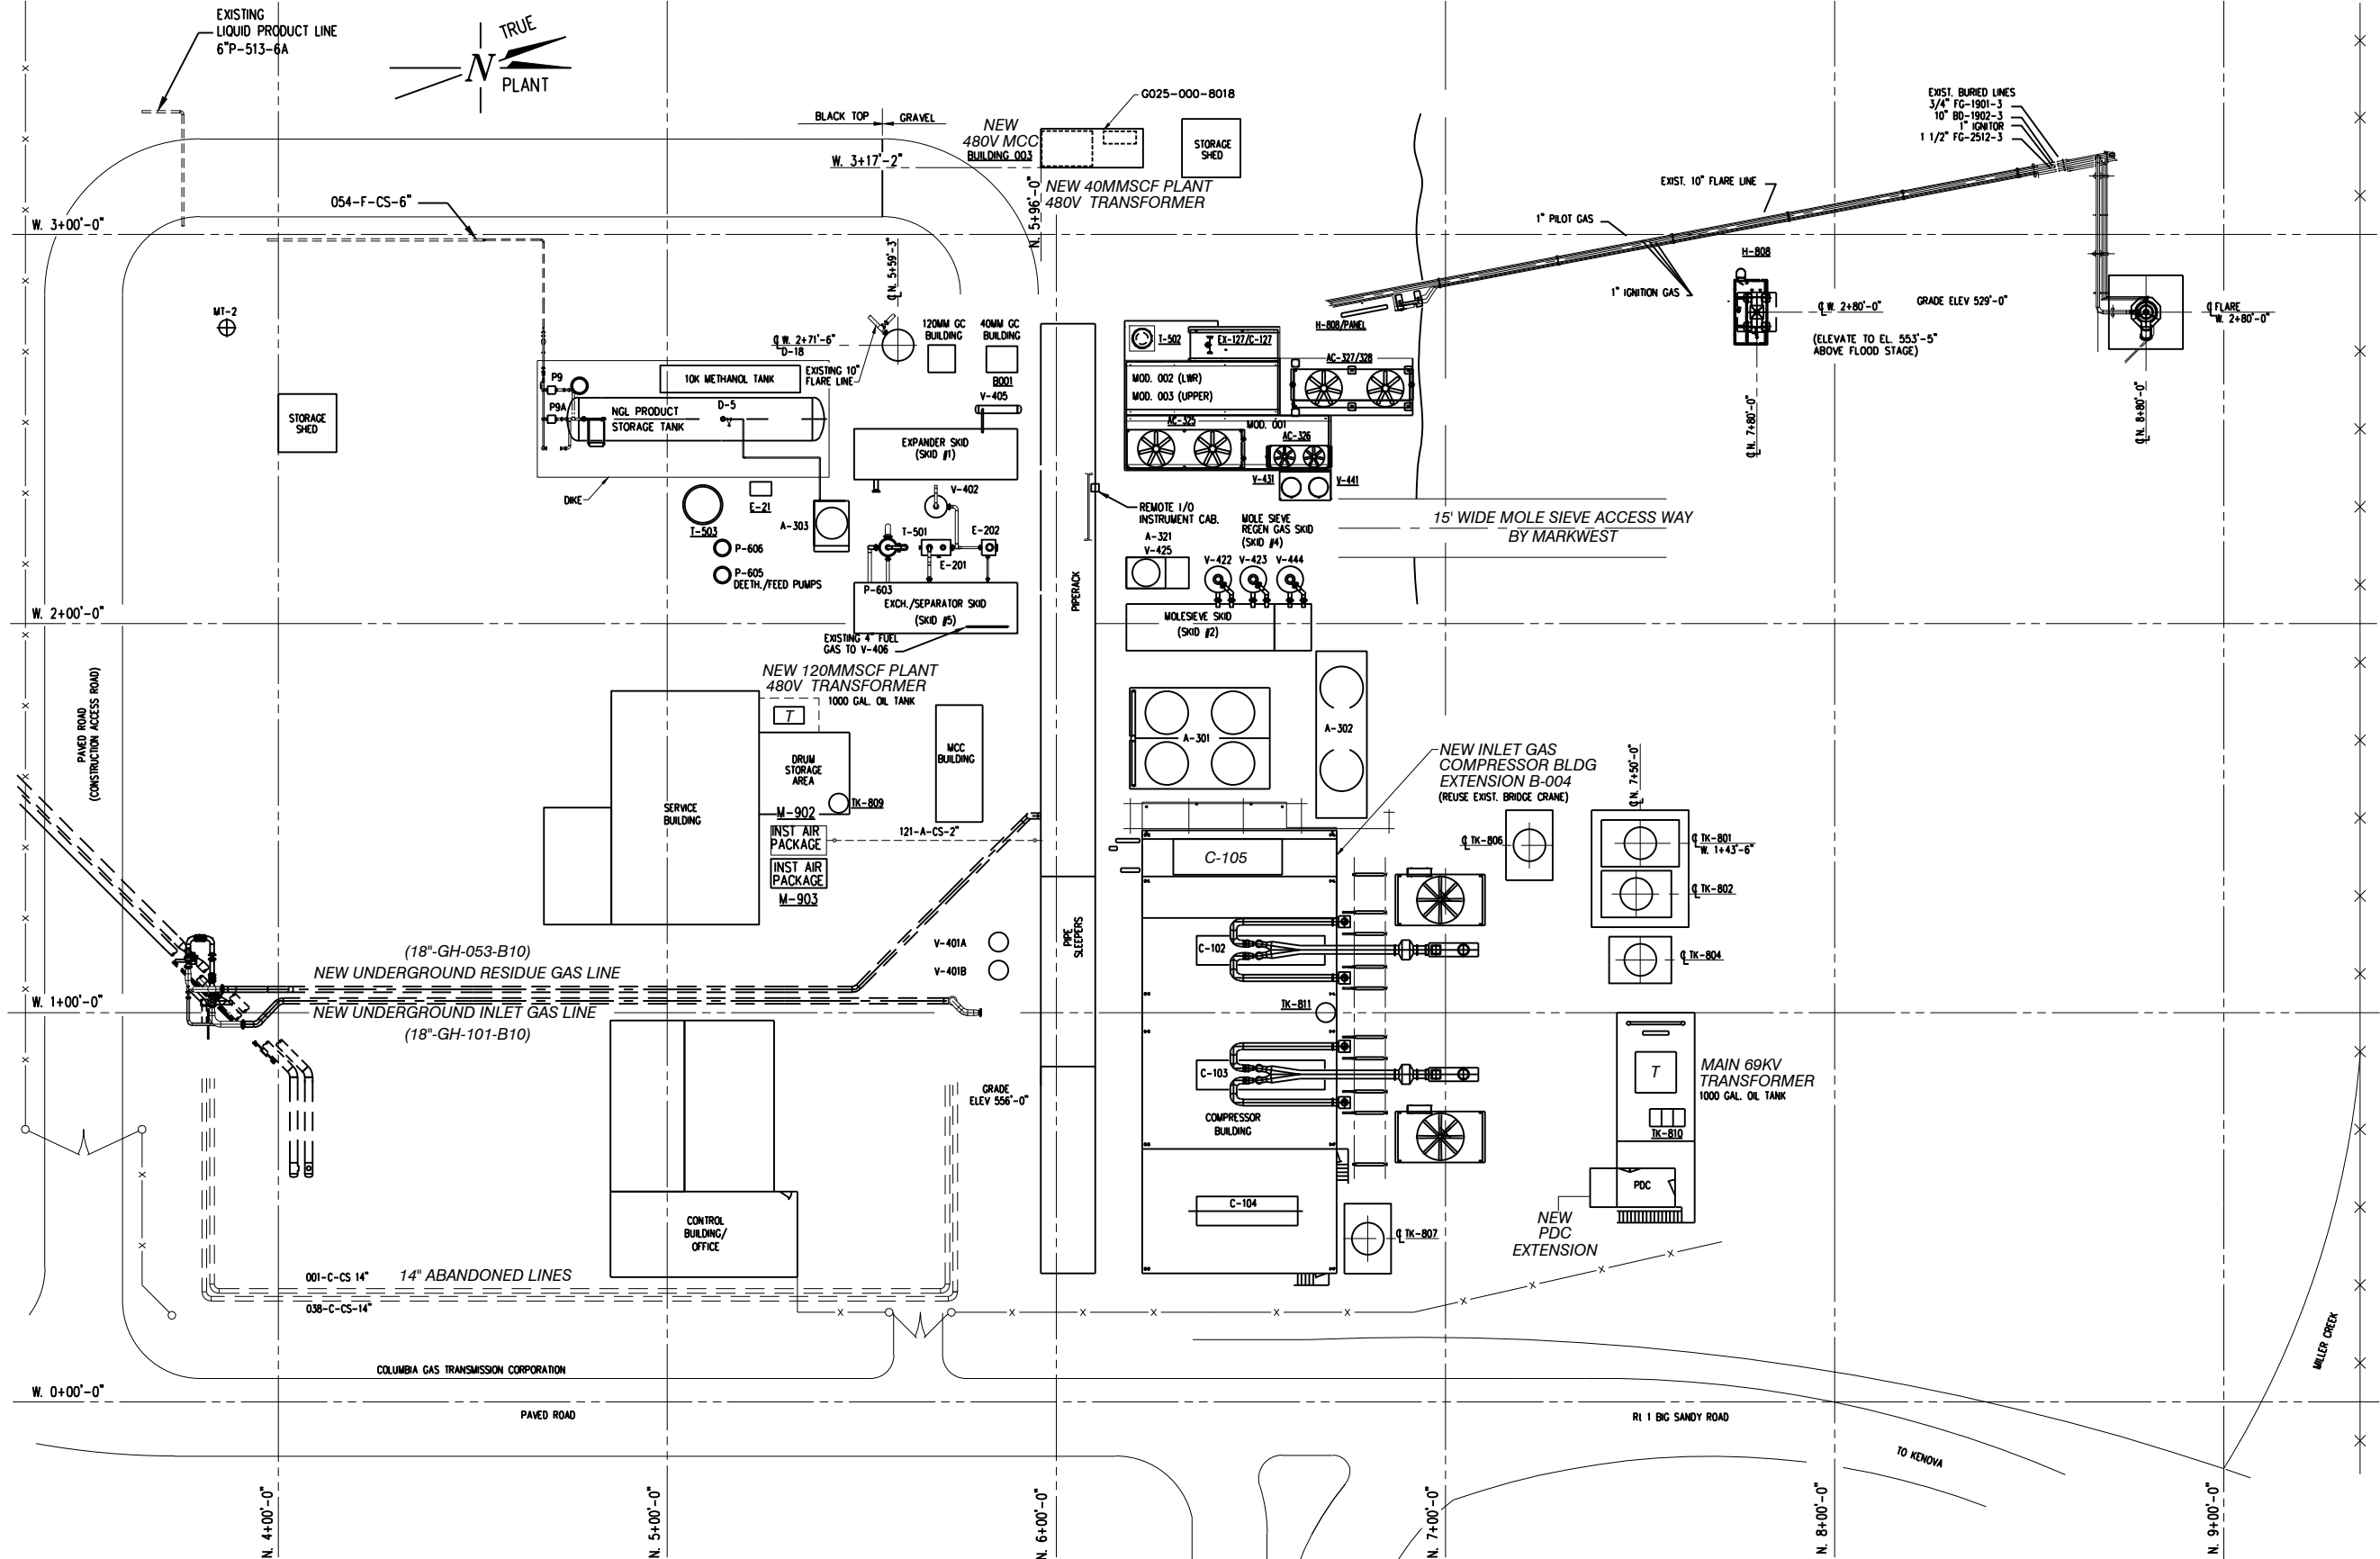 EXISTING
LIQUID PRODUCT LINE
6"P-513-6A
TRUE
N
PLANT
BLACK TOP
GRAVEL
G025-000-8018
NEW
480V MCC
BUILDING 003
W. 3+17'-2"
STORAGE
SHED
NEW 40MMSCF PLANT
480V TRANSFORMER
N. 5+96'-0"
EXIST. BURIED LINES
3/4" FG-1901-3
10" BD-1902-3
1" IGNITOR
1 1/2" FG-2512-3
EXIST. 10" FLARE LINE
1" PILOT GAS
1" IGNITION GAS
054-F-CS-6"
W. 3+00'-0"
N. 5+59'-3"
H-808
W. 2+80'-0"
GRADE ELEV 529'-0"
(ELEVATE TO EL. 553'-5"
ABOVE FLOOD STAGE)
FLARE
W. 2+80'-0"
N. 7+80'-0"
N. 8+80'-0"
H-808/PANEL
MT-2
W. 2+71'-6"
D-18
120MM GC
BUILDING
40MM GC
BUILDING
B001
EXISTING 10"
FLARE LINE
10K METHANOL TANK
P9
P9A
NGL PRODUCT
STORAGE TANK
D-5
V-405
STORAGE
SHED
EXPANDER SKID
(SKID #1)
T-502
EX-127/C-127
AC-327/328
MOD. 002 (LWR)
MOD. 003 (UPPER)
AC-325
MOD. 001
AC-326
V-431
V-441
DIKE
E-21
T-503
A-303
V-402
T-501
E-202
E-201
P-606
P-605
DEETH./FEED PUMPS
P-603
EXCH./SEPARATOR SKID
(SKID #5)
EXISTING 4" FUEL
GAS TO V-406
REMOTE I/O
INSTRUMENT CAB.
MOLE SIEVE
REGEN GAS SKID
(SKID #4)
A-321
V-425
V-422
V-423
V-444
MOLESIEVE SKID
(SKID #2)
15' WIDE MOLE SIEVE ACCESS WAY
BY MARKWEST
PIPERACK
W. 2+00'-0"
PAVED ROAD
(CONSTRUCTION ACCESS ROAD)
NEW 120MMSCF PLANT
480V TRANSFORMER
1000 GAL. OIL TANK
T
MCC
BUILDING
DRUM
STORAGE
AREA
TK-809
SERVICE
BUILDING
M-902
INST AIR
PACKAGE
INST AIR
PACKAGE
M-903
121-A-CS-2"
A-301
A-302
NEW INLET GAS
COMPRESSOR BLDG
EXTENSION B-004
(REUSE EXIST. BRIDGE CRANE)
N. 7+50'-0"
C-105
TK-806
TK-801
W. 1+43'-6"
TK-802
TK-804
PIPE
SLEEPERS
V-401A
V-401B
C-102
TK-811
C-103
COMPRESSOR
BUILDING
C-104
TK-807
(18"-GH-053-B10)
NEW UNDERGROUND RESIDUE GAS LINE
W. 1+00'-0"
NEW UNDERGROUND INLET GAS LINE
(18"-GH-101-B10)
GRADE
ELEV 556'-0"
T
MAIN 69KV
TRANSFORMER
1000 GAL. OIL TANK
TK-810
PDC
NEW
PDC
EXTENSION
CONTROL
BUILDING/
OFFICE
001-C-CS 14"
14" ABANDONED LINES
038-C-CS-14"
COLUMBIA GAS TRANSMISSION CORPORATION
W. 0+00'-0"
PAVED ROAD
Rt 1 BIG SANDY ROAD
TO KENOVA
MILLER CREEK
N. 4+00'-0"
N. 5+00'-0"
N. 6+00'-0"
N. 7+00'-0"
N. 8+00'-0"
N. 9+00'-0"